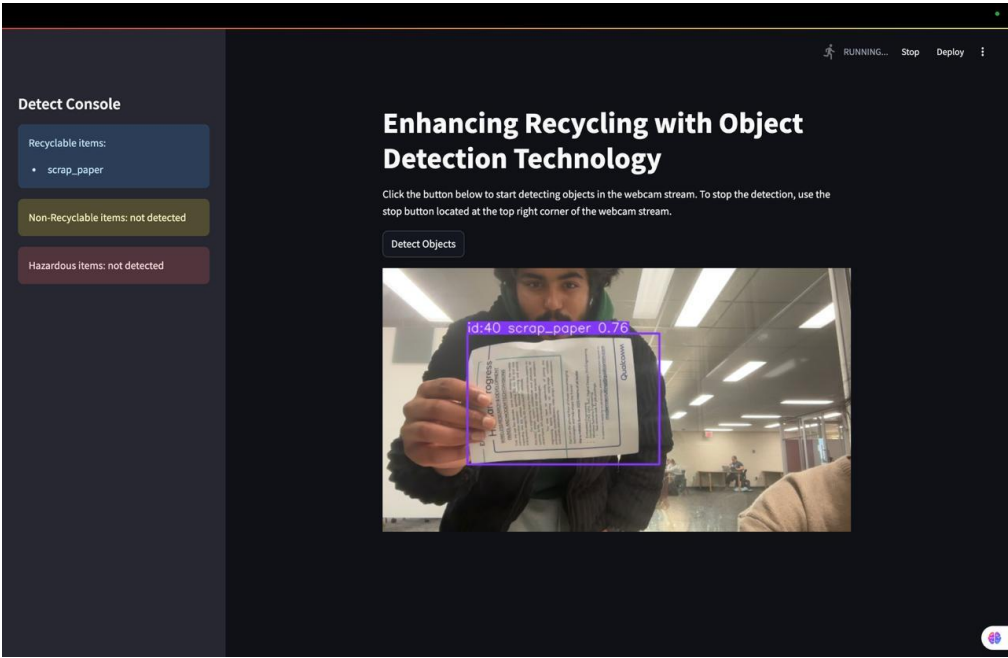 RUNNING...
Stop
Deploy
Detect Console
Recyclable items:
• scrap_paper
Non-Recyclable items: not detected
Hazardous items: not detected
Enhancing Recycling with Object
Detection Technology
Click the button below to start detecting objects in the webcam stream. To stop the detection, use the
stop button located at the top right corner of the webcam stream.
Detect Objects
id:40 scrap_paper 0.76
Qualcomm